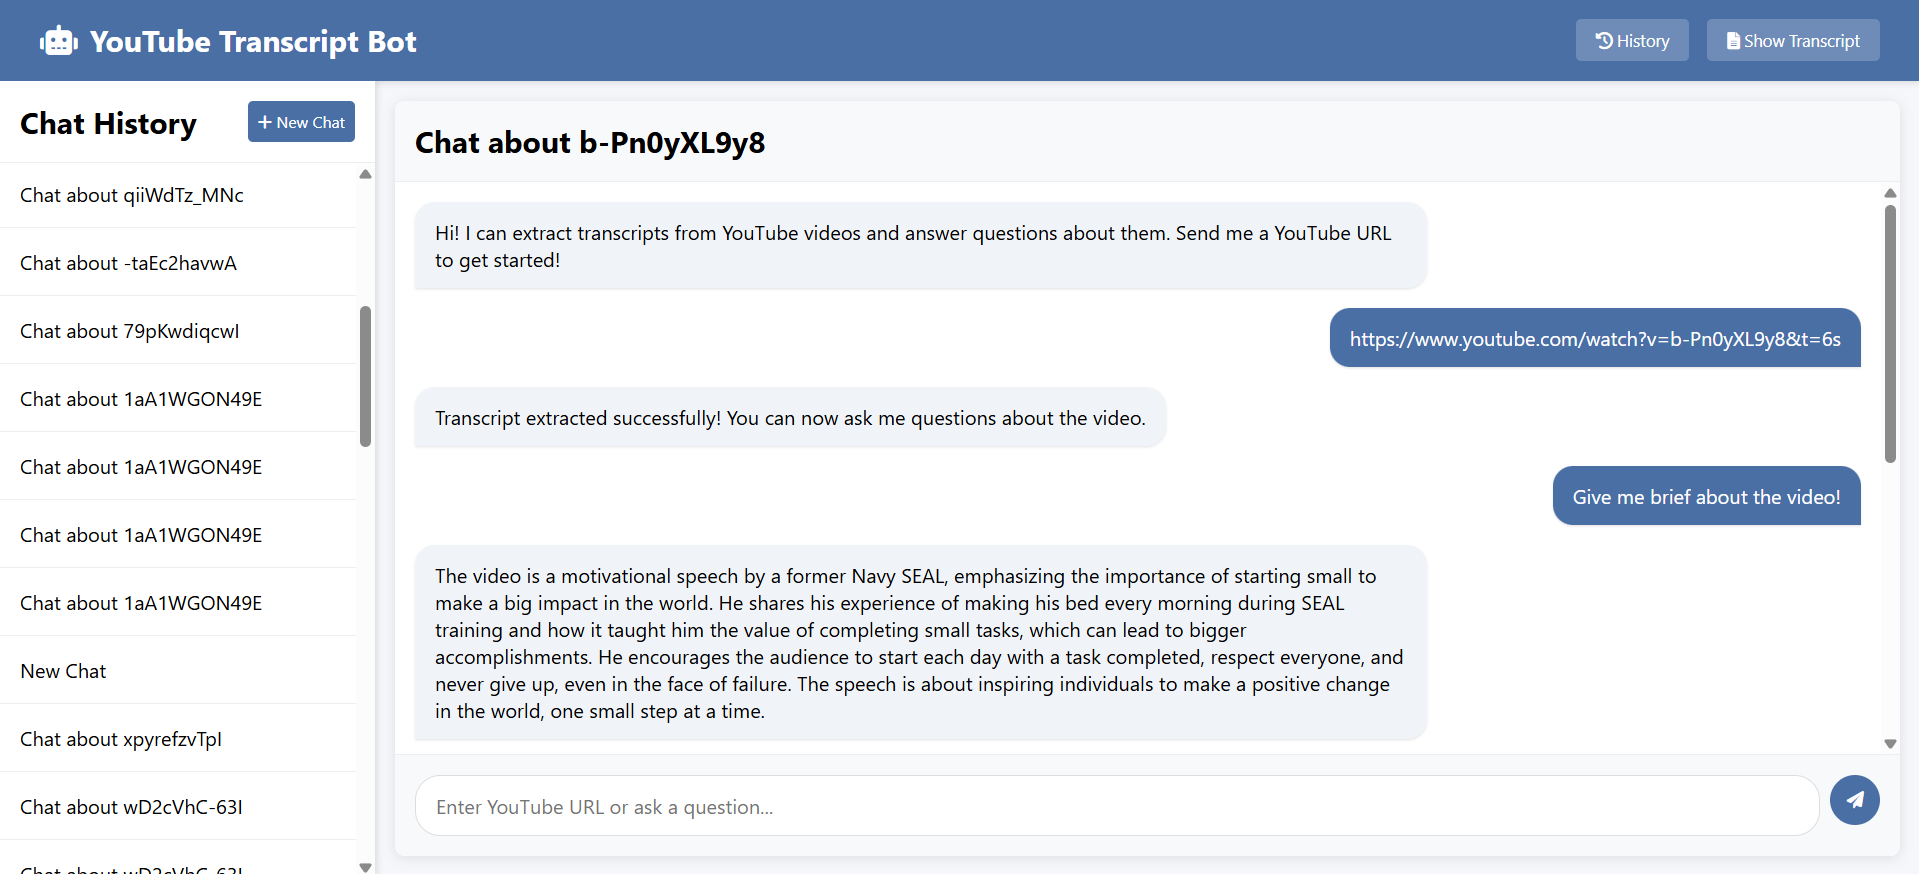 YouTube Transcript Bot
History
Show Transcript
Chat History
+ New Chat
Chat about qiiWdTz_MNc
Chat about -taEc2havwA
Chat about 79pKwdiqcwI
Chat about 1aA1WGON49E
Chat about 1aA1WGON49E
Chat about 1aA1WGON49E
Chat about 1aA1WGON49E
New Chat
Chat about xpyrefzvTpI
Chat about wD2cVhC-63I
Chat about wD2cVhC-63I
Chat about b-Pn0yXL9y8
Hi! I can extract transcripts from YouTube videos and answer questions about them. Send me a YouTube URL
to get started!
https://www.youtube.com/watch?v=b-Pn0yXL9y8&t=6s
Transcript extracted successfully! You can now ask me questions about the video.
Give me brief about the video!
The video is a motivational speech by a former Navy SEAL, emphasizing the importance of starting small to
make a big impact in the world. He shares his experience of making his bed every morning during SEAL
training and how it taught him the value of completing small tasks, which can lead to bigger
accomplishments. He encourages the audience to start each day with a task completed, respect everyone, and
never give up, even in the face of failure. The speech is about inspiring individuals to make a positive change
in the world, one small step at a time.
Enter YouTube URL or ask a question...